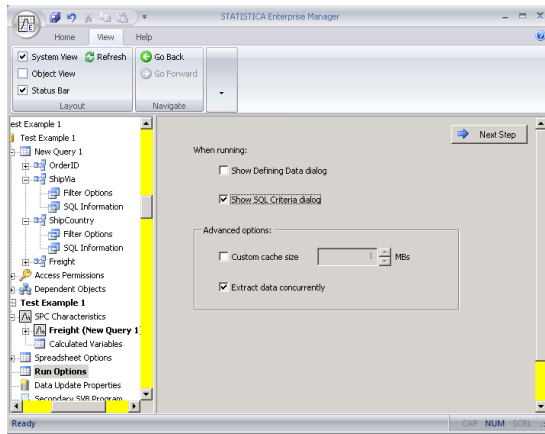 STATISTICA Enterprise Manager
Home View Help
System View Refresh
Object View
Status Bar
Layout
Go Back
Go Forward
Navigate
est Example 1
Test Example 1
New Query 1
OrderID
ShipVia
Filter Options
SQL Information
ShipCountry
Filter Options
SQL Information
Freight
Access Permissions
Dependent Objects
Test Example 1
SPC Characteristics
Freight (New Query 1
Calculated Variables
Spreadsheet Options
Run Options
Data Update Properties
Secondary SVB Program
Next Step
When running:
Show Defining Data dialog
Show SQL Criteria dialog
Advanced options:
Custom cache size 1 MBs
Extract data concurrently
Ready
CAP NUM SCRL